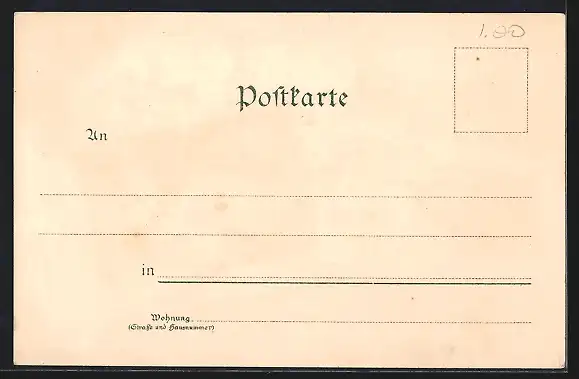 1.80
Postkarte
An
in
Wohnung
(Straße und Hausnummer)